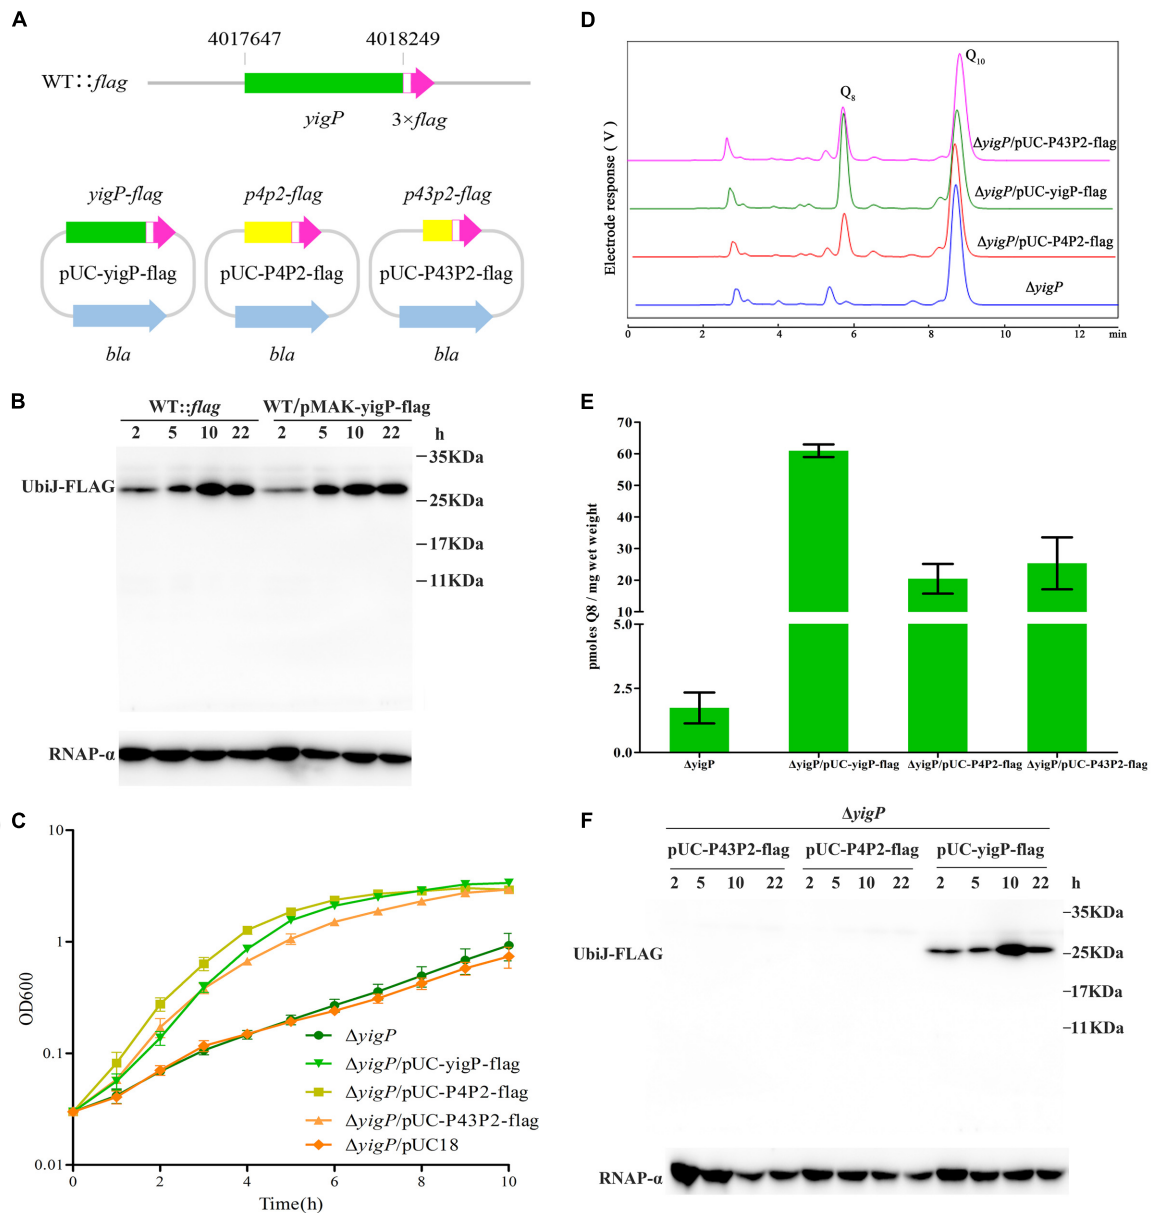 A
4017647 4018249
WT::flag
yigP 3×flag
yigP-flag p4p2-flag p43p2-flag
pUC-yigP-flag pUC-P4P2-flag pUC-P43P2-flag
bla bla bla
B
WT::flag WT/pMAK-yigP-flag
2 5 10 22 2 5 10 22 h
UbiJ-FLAG
35KDa
25KDa
17KDa
11KDa
RNAP-α
C
OD600
10
1
0.1
0.01
0 2 4 6 8 10
Time(h)
ΔyigP
ΔyigP/pUC-yigP-flag
ΔyigP/pUC-P4P2-flag
ΔyigP/pUC-P43P2-flag
ΔyigP/pUC18
D
Electrode response ( V )
Q8
Q10
ΔyigP/pUC-P43P2-flag
ΔyigP/pUC-yigP-flag
ΔyigP/pUC-P4P2-flag
ΔyigP
0 2 4 6 8 10 12 min
E
pmoles Q8 / mg wet weight
70
60
50
40
30
20
10
5.0
2.5
0.0
ΔyigP ΔyigP/pUC-yigP-flag ΔyigP/pUC-P4P2-flag ΔyigP/pUC-P43P2-flag
F
ΔyigP
pUC-P43P2-flag pUC-P4P2-flag pUC-yigP-flag
2 5 10 22 2 5 10 22 2 5 10 22 h
UbiJ-FLAG
35KDa
25KDa
17KDa
11KDa
RNAP-α